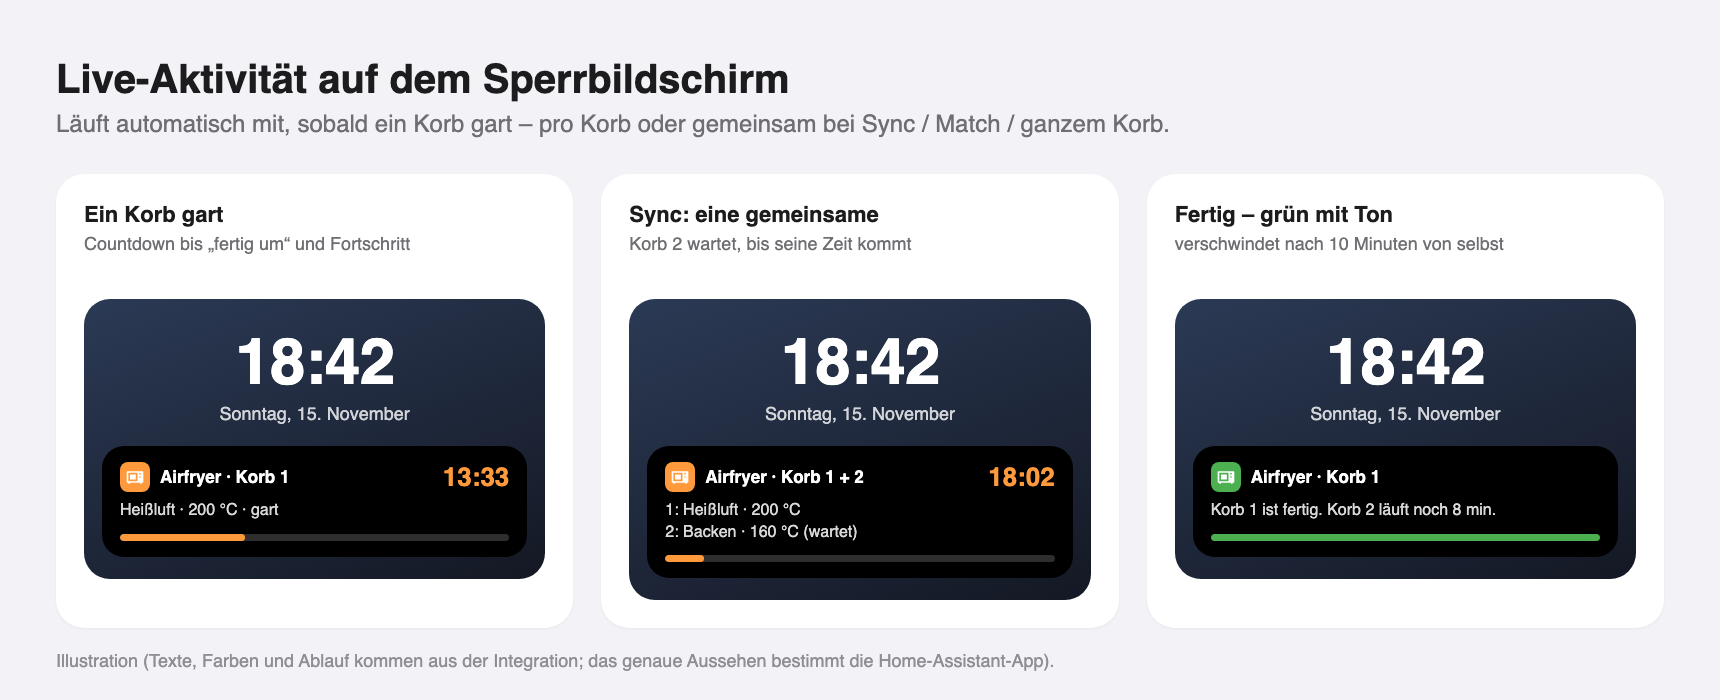 Live-Aktivität auf dem Sperrbildschirm
Läuft automatisch mit, sobald ein Korb gart – pro Korb oder gemeinsam bei Sync / Match / ganzem Korb.
Ein Korb gart
Countdown bis „fertig um“ und Fortschritt
18:42
Sonntag, 15. November
Airfryer · Korb 1
13:33
Heißluft · 200 °C · gart
Sync: eine gemeinsame
Korb 2 wartet, bis seine Zeit kommt
18:42
Sonntag, 15. November
Airfryer · Korb 1 + 2
18:02
1: Heißluft · 200 °C
2: Backen · 160 °C (wartet)
Fertig – grün mit Ton
verschwindet nach 10 Minuten von selbst
18:42
Sonntag, 15. November
Airfryer · Korb 1
Korb 1 ist fertig. Korb 2 läuft noch 8 min.
Illustration (Texte, Farben und Ablauf kommen aus der Integration; das genaue Aussehen bestimmt die Home-Assistant-App).